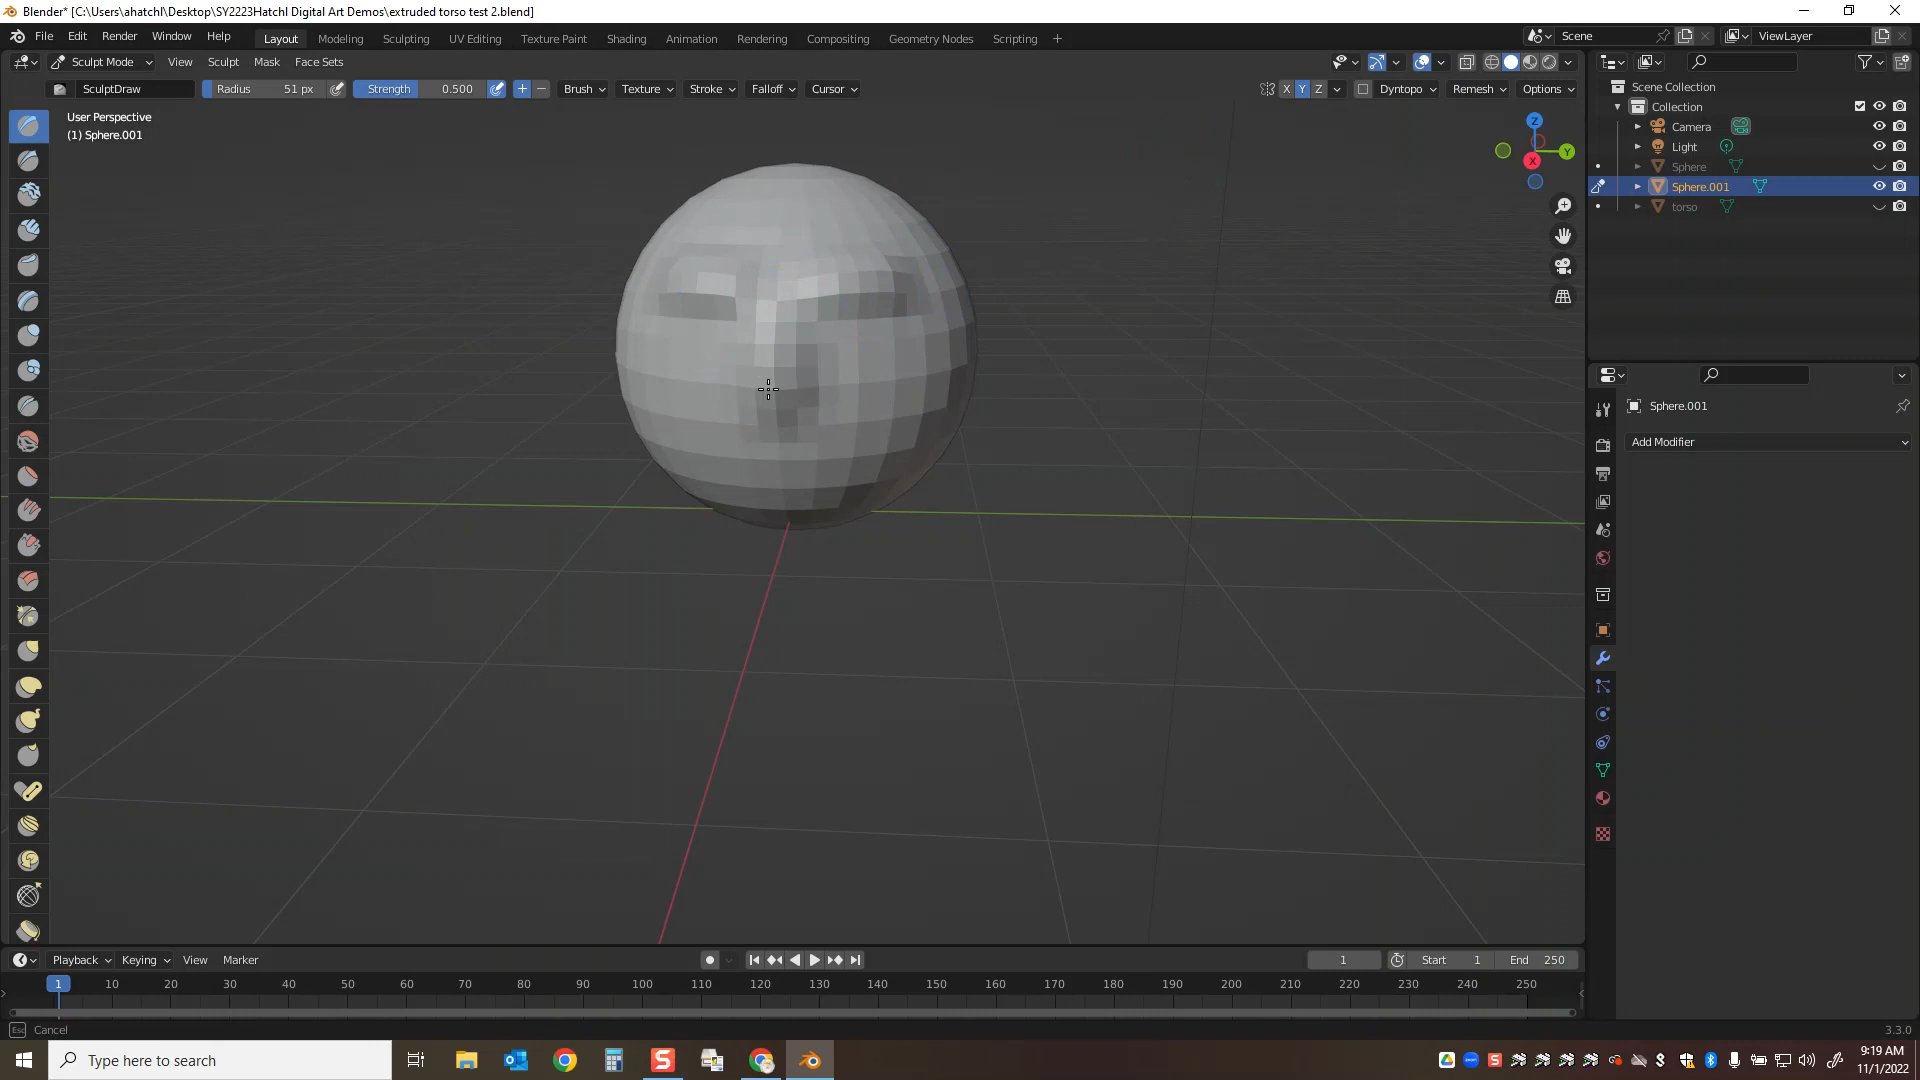 Blender* [C:\Users\ahatchl\Desktop\SY2223Hatchl Digital Art Demos\extruded torso test 2.blend]
File Edit Render Window Help Layout Modeling Sculpting UV Editing Texture Paint Shading Animation Rendering Compositing Geometry Nodes Scripting + Scene ViewLayer
Sculpt Mode View Sculpt Mask Face Sets
SculptDraw Radius 51 px Strength 0.500 Brush Texture Stroke Falloff Cursor X Y Z Dyntopo Remesh Options
User Perspective
(1) Sphere.001
Z
Y
X
Scene Collection
Collection
Camera
Light
Sphere
Sphere.001
torso
Sphere.001
Add Modifier
Playback Keying View Marker 1 Start 1 End 250
1 10 20 30 40 50 60 70 80 90 100 110 120 130 140 150 160 170 180 190 200 210 220 230 240 250
Esc Cancel 3.3.0
Type here to search
9:19 AM
11/1/2022